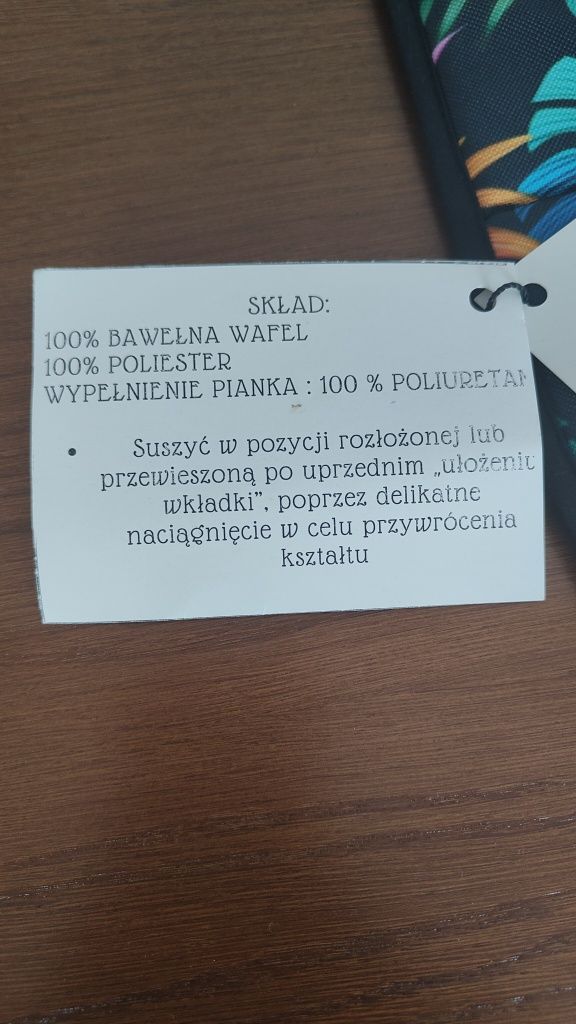 SKŁAD:
100% BAWEŁNA WAFEL
100% POLIESTER
WYPEŁNIENIE PIANKA : 100 % POLIURETAN
• Suszyć w pozycji rozłożonej lub
przewieszoną po uprzednim „ułożeniu
wkładki”, poprzez delikatne
naciągnięcie w celu przywrócenia
kształtu